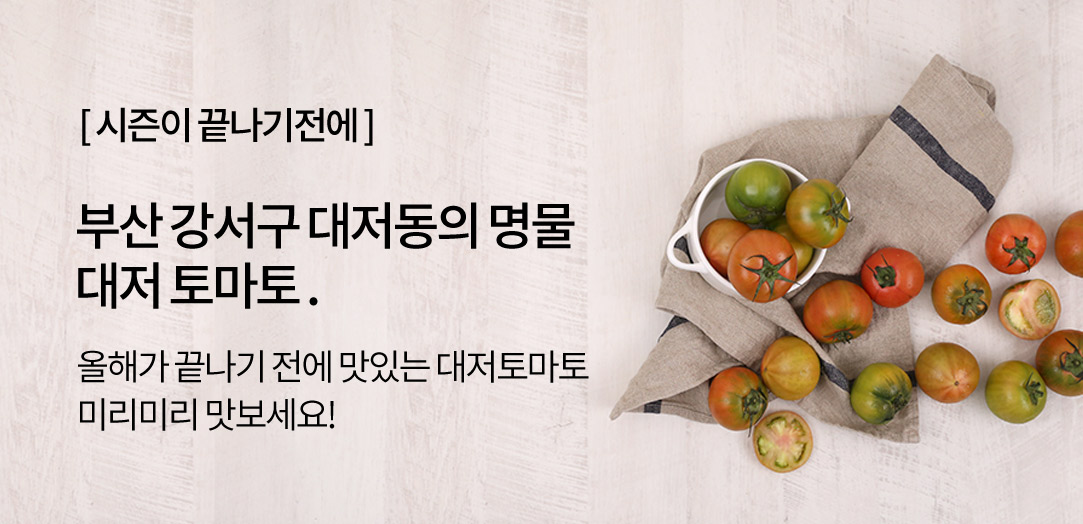 [ 시즌이 끝나기전에 ]
부산 강서구 대저동의 명물
대저 토마토 .
올해가 끝나기 전에 맛있는 대저토마토
미리미리 맛보세요!